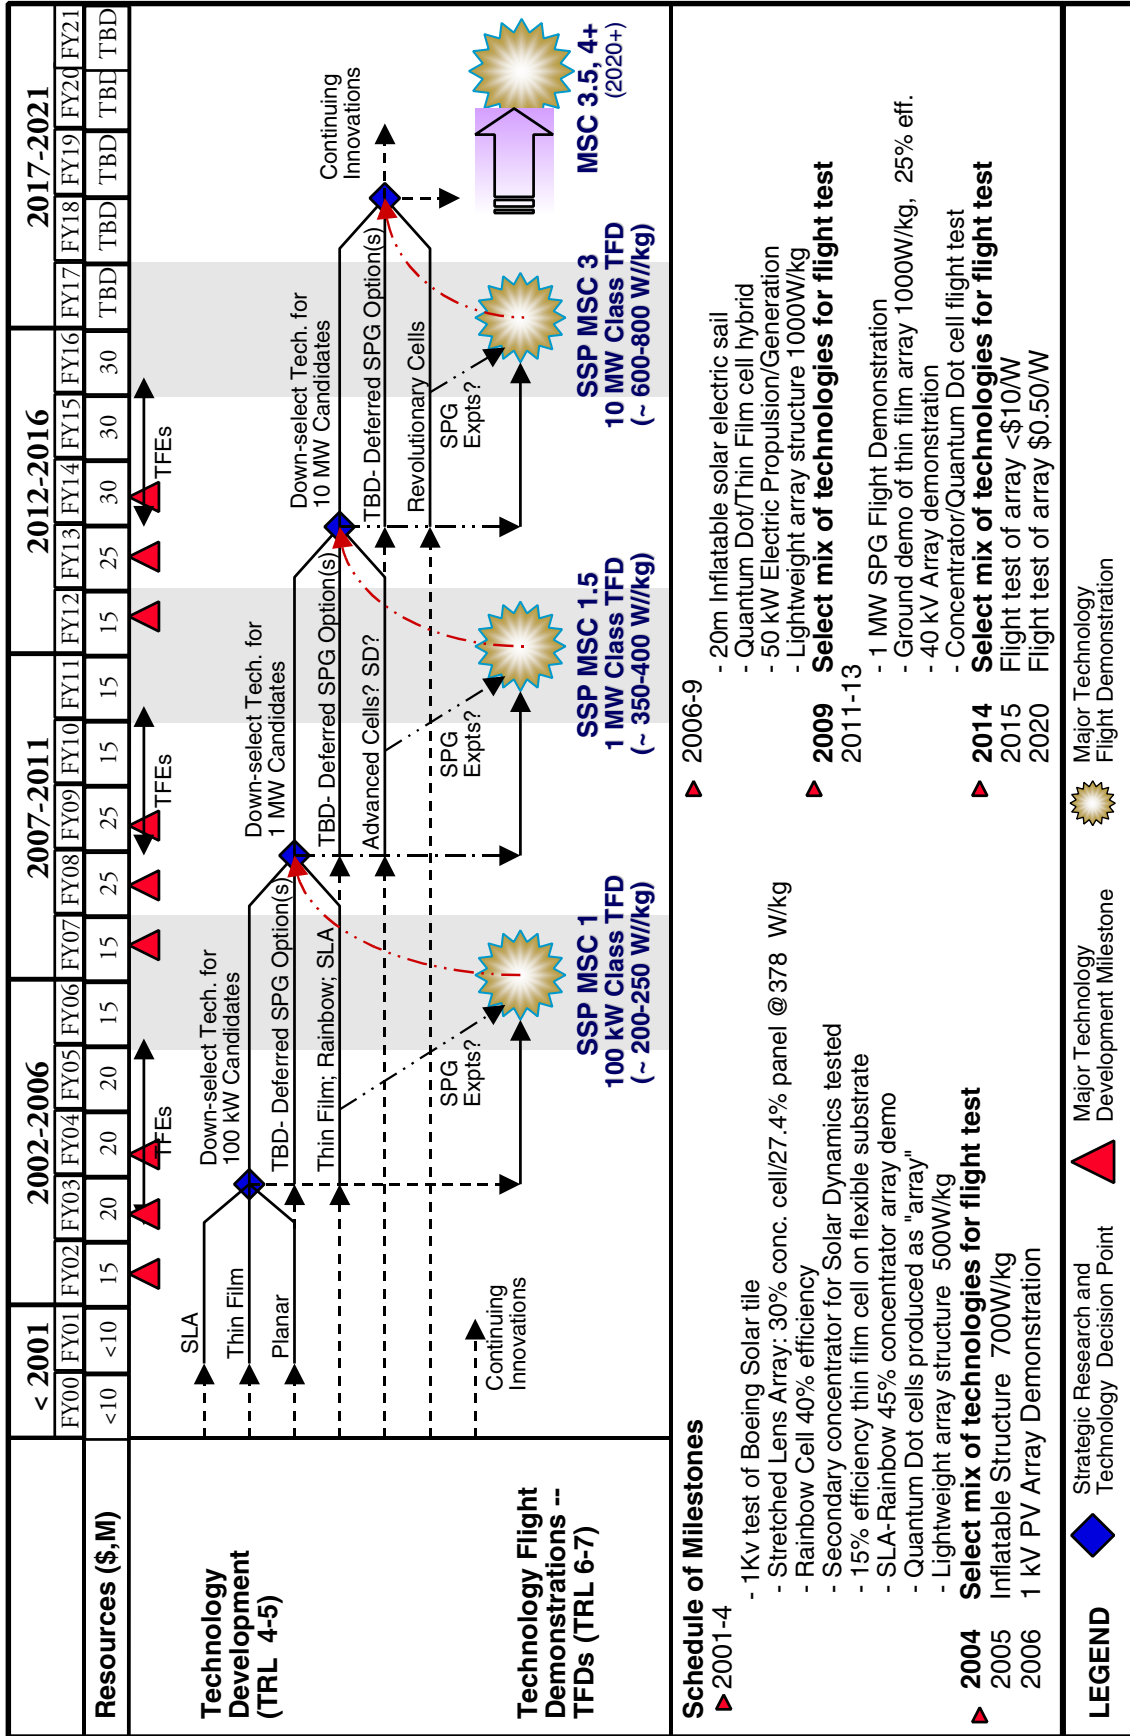 < 2001 2002-2006 2007-2011 2012-2016 2017-2021
FY00 FY01 FY02 FY03 FY04 FY05 FY06 FY07 FY08 FY09 FY10 FY11 FY12 FY13 FY14 FY15 FY16 FY17 FY18 FY19 FY20 FY21
Resources ($,M) <10 <10 15 20 20 20 15 15 25 25 15 15 15 25 30 30 30 TBD TBD TBD TBD TBD
TFEs TFEs TFEs
Technology
Development
(TRL 4-5)
SLA
Thin Film
Planar
Down-select Tech. for
100 kW Candidates
TBD- Deferred SPG Option(s)
Thin Film; Rainbow; SLA
Down-select Tech. for
1 MW Candidates
TBD- Deferred SPG Option(s)
Advanced Cells? SD?
Down-select Tech. for
10 MW Candidates
TBD- Deferred SPG Option(s)
Revolutionary Cells
Continuing
Innovations
Continuing
Innovations
SPG
Expts?
SPG
Expts?
SPG
Expts?
Technology Flight
Demonstrations --
TFDs (TRL 6-7)
SSP MSC 1
100 kW Class TFD
(~ 200-250 W//kg)
SSP MSC 1.5
1 MW Class TFD
(~ 350-400 W//kg)
SSP MSC 3
10 MW Class TFD
(~ 600-800 W//kg)
MSC 3.5, 4+
(2020+)
Schedule of Milestones
2001-4
- 1Kv test of Boeing Solar tile
- Stretched Lens Array: 30% conc. cell/27.4% panel @378 W/kg
- Rainbow Cell 40% efficiency
- Secondary concentrator for Solar Dynamics tested
- 15% efficiency thin film cell on flexible substrate
- SLA-Rainbow 45% concentrator array demo
- Quantum Dot cells produced as "array"
- Lightweight array structure 500W/kg
2004 Select mix of technologies for flight test
2005 Inflatable Structure 700W/kg
2006 1 kV PV Array Demonstration
2006-9
- 20m Inflatable solar electric sail
- Quantum Dot/Thin Film cell hybrid
- 50 kW Electric Propulsion/Generation
- Lightweight array structure 1000W/kg
2009 Select mix of technologies for flight test
2011-13
- 1 MW SPG Flight Demonstration
- Ground demo of thin film array 1000W/kg, 25% eff.
- 40 kV Array demonstration
- Concentrator/Quantum Dot cell flight test
2014 Select mix of technologies for flight test
2015 Flight test of array <$10/W
2020 Flight test of array $0.50/W
LEGEND
Strategic Research and
Technology Decision Point
Major Technology
Development Milestone
Major Technology
Flight Demonstration